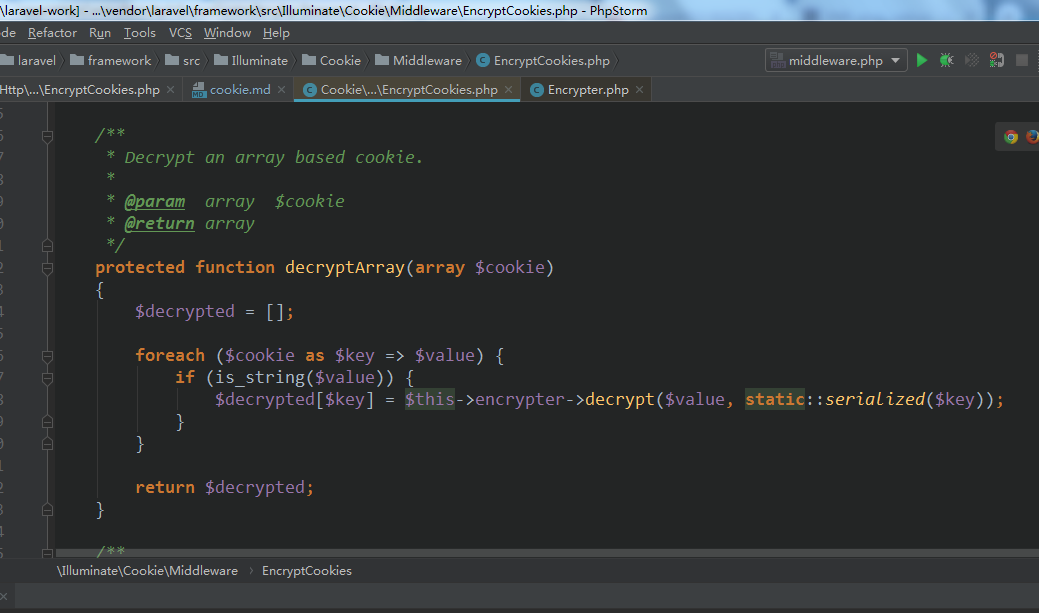 \laravel-work] - ...\vendor\laravel\framework\src\Illuminate\Cookie\Middleware\EncryptCookies.php - PhpStorm
de Refactor Run Tools VCS Window Help
laravel framework src Illuminate Cookie Middleware EncryptCookies.php middleware.php
Http\...\EncryptCookies.php cookie.md Cookie\...\EncryptCookies.php Encrypter.php
/**
* Decrypt an array based cookie.
*
* @param array $cookie
* @return array
*/
protected function decryptArray(array $cookie)
{
$decrypted = [];
foreach ($cookie as $key => $value) {
if (is_string($value)) {
$decrypted[$key] = $this->encrypter->decrypt($value, static::serialized($key));
}
}
return $decrypted;
}
/**
\Illuminate\Cookie\Middleware › EncryptCookies